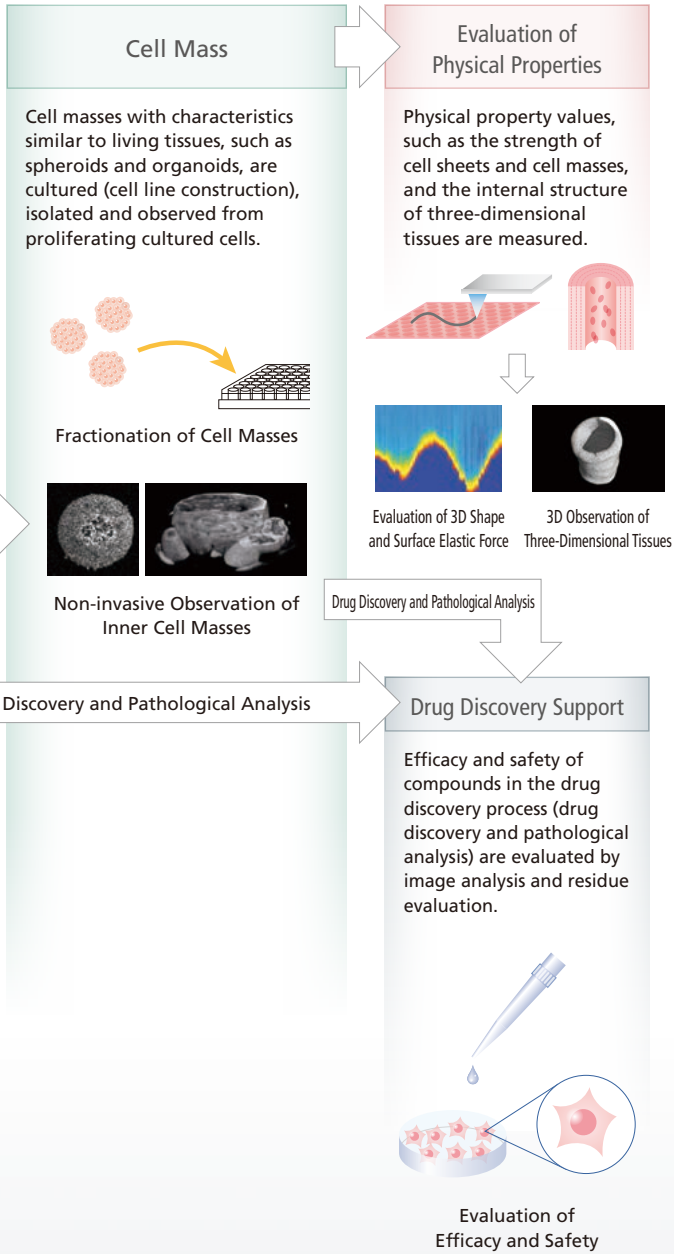 Cell Mass
Cell masses with characteristics
similar to living tissues, such as
spheroids and organoids, are
cultured (cell line construction),
isolated and observed from
proliferating cultured cells.
Fractionation of Cell Masses
Non-invasive Observation of
Inner Cell Masses
Evaluation of
Physical Properties
Physical property values,
such as the strength of
cell sheets and cell masses,
and the internal structure
of three-dimensional
tissues are measured.
Evaluation of 3D Shape
and Surface Elastic Force
3D Observation of
Three-Dimensional Tissues
Drug Discovery and Pathological Analysis
Discovery and Pathological Analysis
Drug Discovery Support
Efficacy and safety of
compounds in the drug
discovery process (drug
discovery and pathological
analysis) are evaluated by
image analysis and residue
evaluation.
Evaluation of
Efficacy and Safety